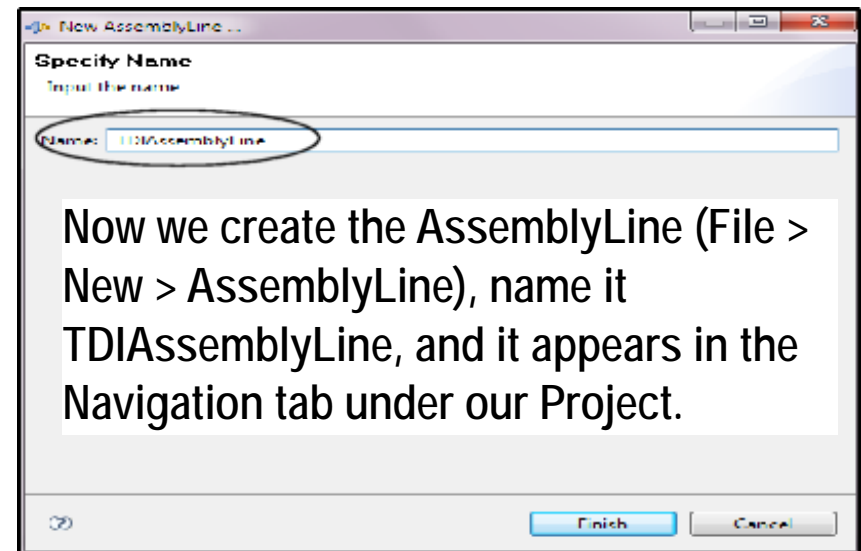 New AssemblyLine ...
Specify Name
Input the name
Name: TDIAssemblyLine
Now we create the AssemblyLine (File >
New > AssemblyLine), name it
TDIAssemblyLine, and it appears in the
Navigation tab under our Project.
Finish
Cancel